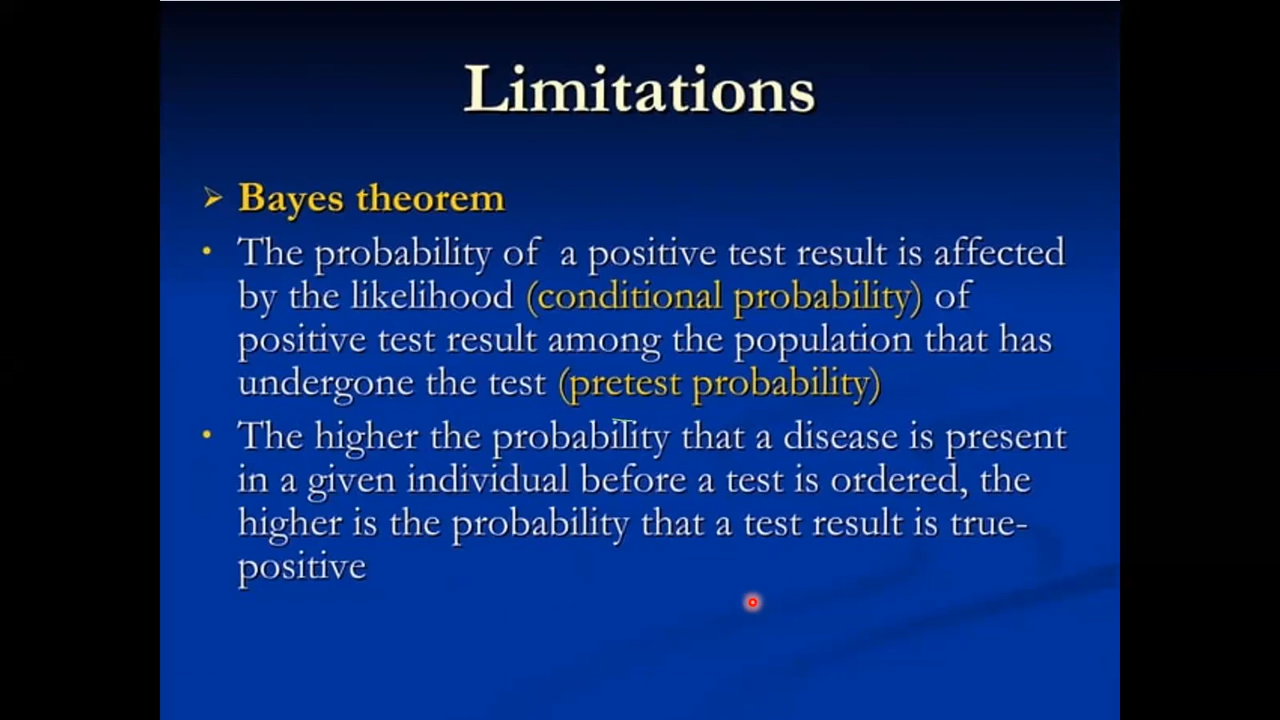 Limitations
Bayes theorem
The probability of a positive test result is affected
by the likelihood (conditional probability) of
positive test result among the population that has
undergone the test (pretest probability)
The higher the probability that a disease is present
in a given individual before a test is ordered, the
higher is the probability that a test result is true-
positive